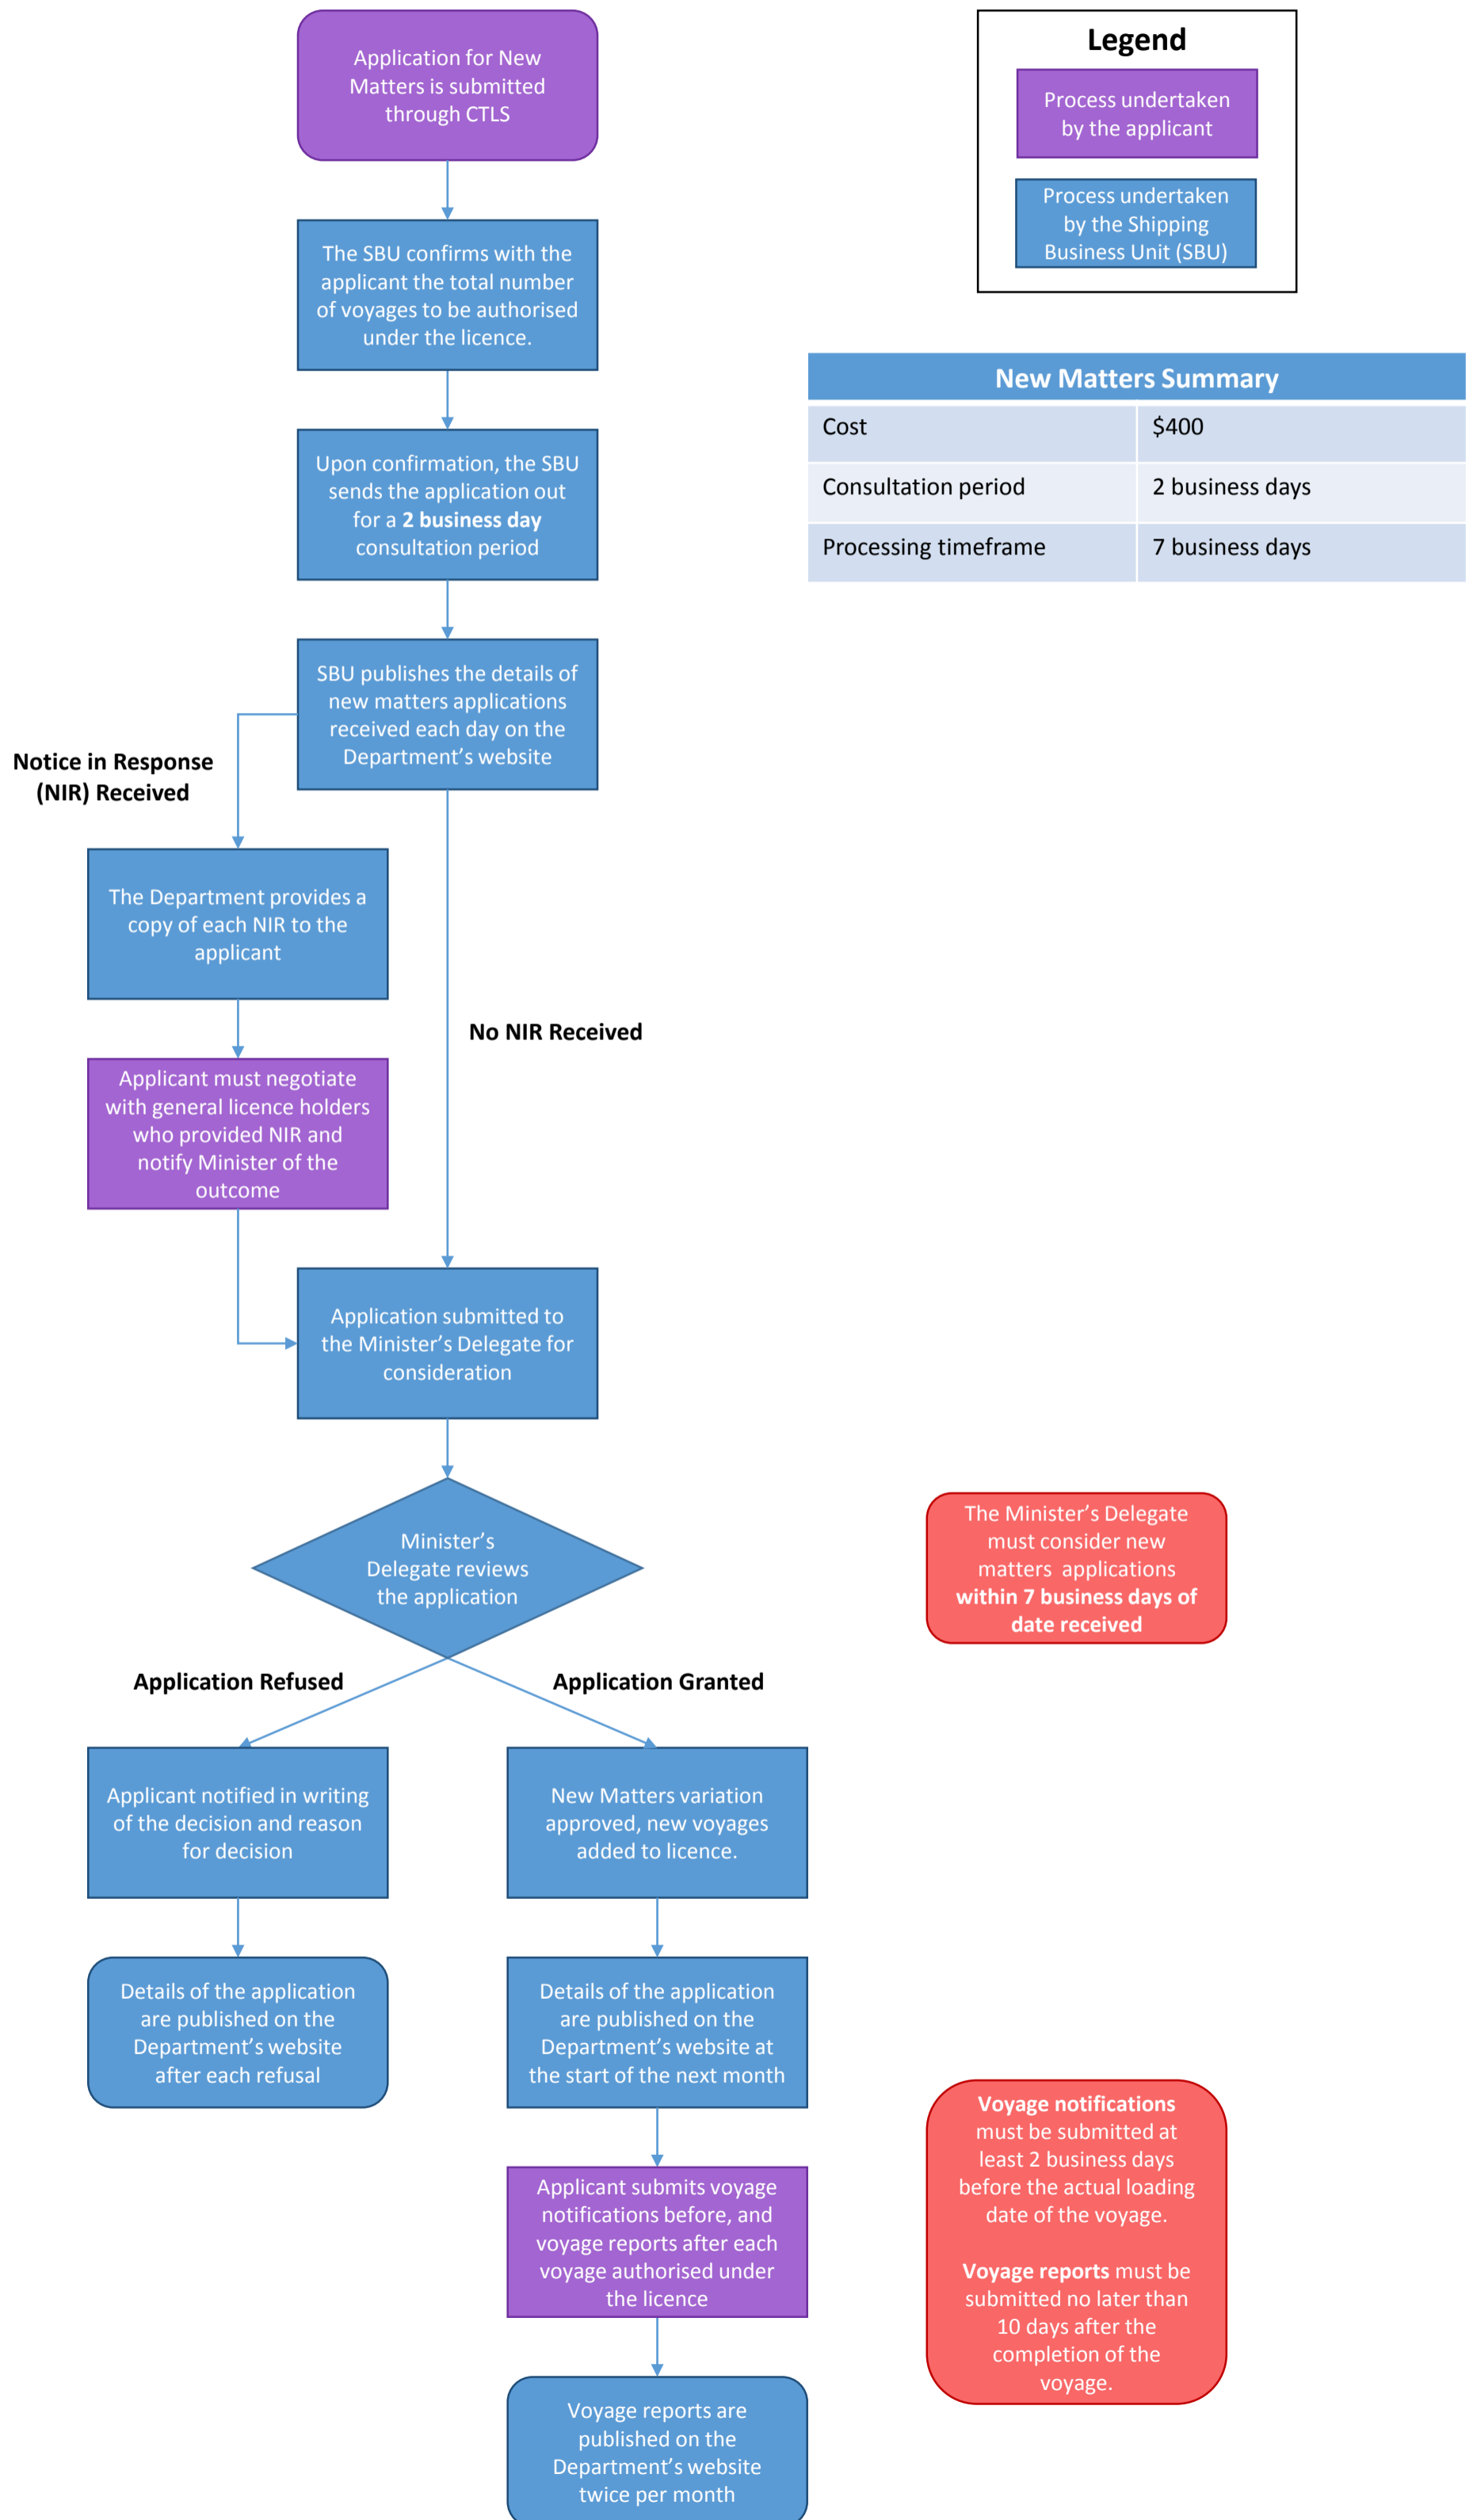 Application for New
Matters is submitted
through CTLS
Legend
Process undertaken
by the applicant
Process undertaken
by the Shipping
Business Unit (SBU)
The SBU confirms with the
applicant the total number
of voyages to be authorised
under the licence.
New Matters Summary
Cost $400
Consultation period 2 business days
Processing timeframe 7 business days
Upon confirmation, the SBU
sends the application out
for a 2 business day
consultation period
SBU publishes the details of
new matters applications
received each day on the
Department’s website
Notice in Response
(NIR) Received
The Department provides a
copy of each NIR to the
applicant
No NIR Received
Applicant must negotiate
with general licence holders
who provided NIR and
notify Minister of the
outcome
Application submitted to
the Minister’s Delegate for
consideration
Minister’s
Delegate reviews
the application
The Minister’s Delegate
must consider new
matters applications
within 7 business days of
date received
Application Refused
Application Granted
Applicant notified in writing
of the decision and reason
for decision
New Matters variation
approved, new voyages
added to licence.
Details of the application
are published on the
Department’s website
after each refusal
Details of the application
are published on the
Department’s website at
the start of the next month
Applicant submits voyage
notifications before, and
voyage reports after each
voyage authorised under
the licence
Voyage notifications
must be submitted at
least 2 business days
before the actual loading
date of the voyage.
Voyage reports must be
submitted no later than
10 days after the
completion of the
voyage.
Voyage reports are
published on the
Department’s website
twice per month